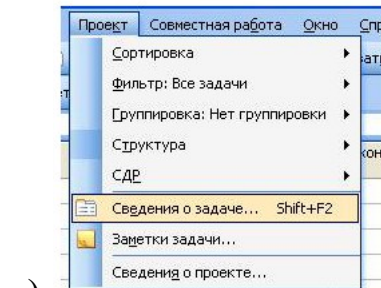 Проект Совместная работа Окно Спр
Сортировка
Фильтр: Все задачи
Группировка: Нет группировки
Структура
СДР
Сведения о задаче... Shift+F2
Заметки задачи...
Сведения о проекте...
)